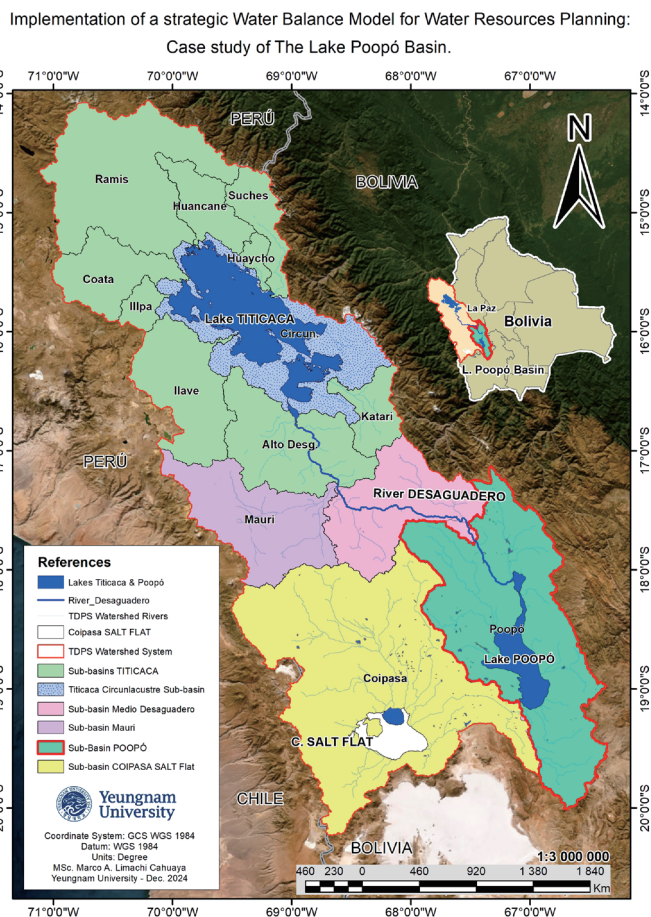 Implementation of a strategic Water Balance Model for Water Resources Planning:
Case study of The Lake Poopó Basin.
71°0'0"W 70°0'0"W 69°0'0"W 68°0'0"W 67°0'0"W
14°0'0"S
PERÚ
N
Ramis
BOLIVIA
Suches
Huancane
15°0'0"S
Huaycho
Coata
Illpa
La Paz
Lake TITICACA
Bolivia
Circun.
16°0'0"S
L. Poopó Basin
Ilave
Katari
Alto Desg.
PERÚ
17°0'0"S
River DESAGUADERO
Mauri
18°0'0"S
Poopó
Lake POOPÓ
Coipasa
19°0'0"S
C. SALT FLAT
CHILE
20°0'0"S
BOLIVIA
References
Lakes Titicaca & Poopó
River_Desaguadero
TDPS Watershed Rivers
Coipasa SALT FLAT
TDPS Watershed System
Sub-basins TITICACA
Titicaca Circunlacustre Sub-basin
Sub-basin Medio Desaguadero
Sub-basin Mauri
Sub-Basin POOPÓ
Sub-basin COIPASA SALT Flat
Yeungnam
University
Coordinate System: GCS WGS 1984
Datum: WGS 1984
Units: Degree
MSc. Marco A. Limachi Cahuaya
Yeungnam University - Dec. 2024
1:3 000 000
460 230 0 460 920 1 380 1 840
Km
71°0'0"W 70°0'0"W 69°0'0"W 68°0'0"W 67°0'0"W